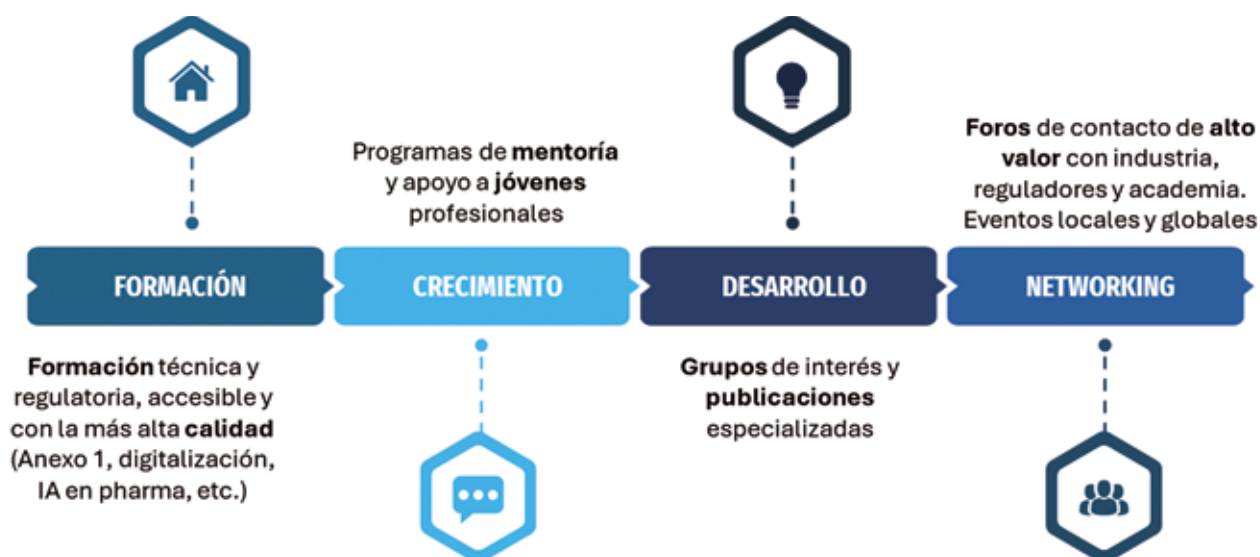 FORMACIÓN
Formación técnica y
regulatoria, accesible y
con la más alta calidad
(Anexo 1, digitalización,
IA en pharma, etc.)
Programas de mentoría
y apoyo a jóvenes
profesionales
CRECIMIENTO
DESARROLLO
Grupos de interés y
publicaciones
especializadas
Foros de contacto de alto
valor con industria,
reguladores y academia.
Eventos locales y globales
NETWORKING